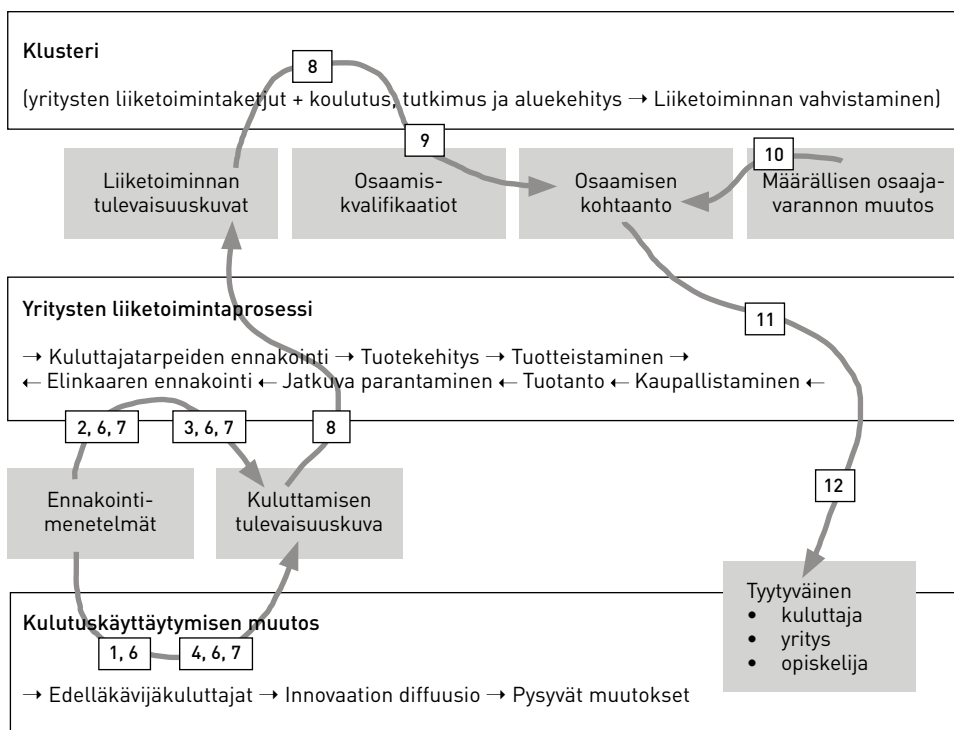 Klusteri
8
(yritysten liiketoimintaketjut + koulutus, tutkimus ja aluekehitys → Liiketoiminnan vahvistaminen)
9
10
Liiketoiminnan
tulevaisuuskuvat
Osaamis-
kvalifikaatiot
Osaamisen
kohtaanto
Määrällisen osaaja-
varannon muutos
Yritysten liiketoimintaprosessi
11
→ Kuluttajatarpeiden ennakointi → Tuotekehitys → Tuotteistaminen →
← Elinkaaren ennakointi ← Jatkuva parantaminen ← Tuotanto ← Kaupallistaminen ←
2, 6, 7
3, 6, 7
8
12
Ennakointi-
menetelmät
Kuluttamisen
tulevaisuuskuva
Tyytyväinen
• kuluttaja
• yritys
• opiskelija
Kulutuskäyttäytymisen muutos
1, 6
4, 6, 7
→ Edelläkävijäkuluttajat → Innovaation diffuusio → Pysyvät muutokset